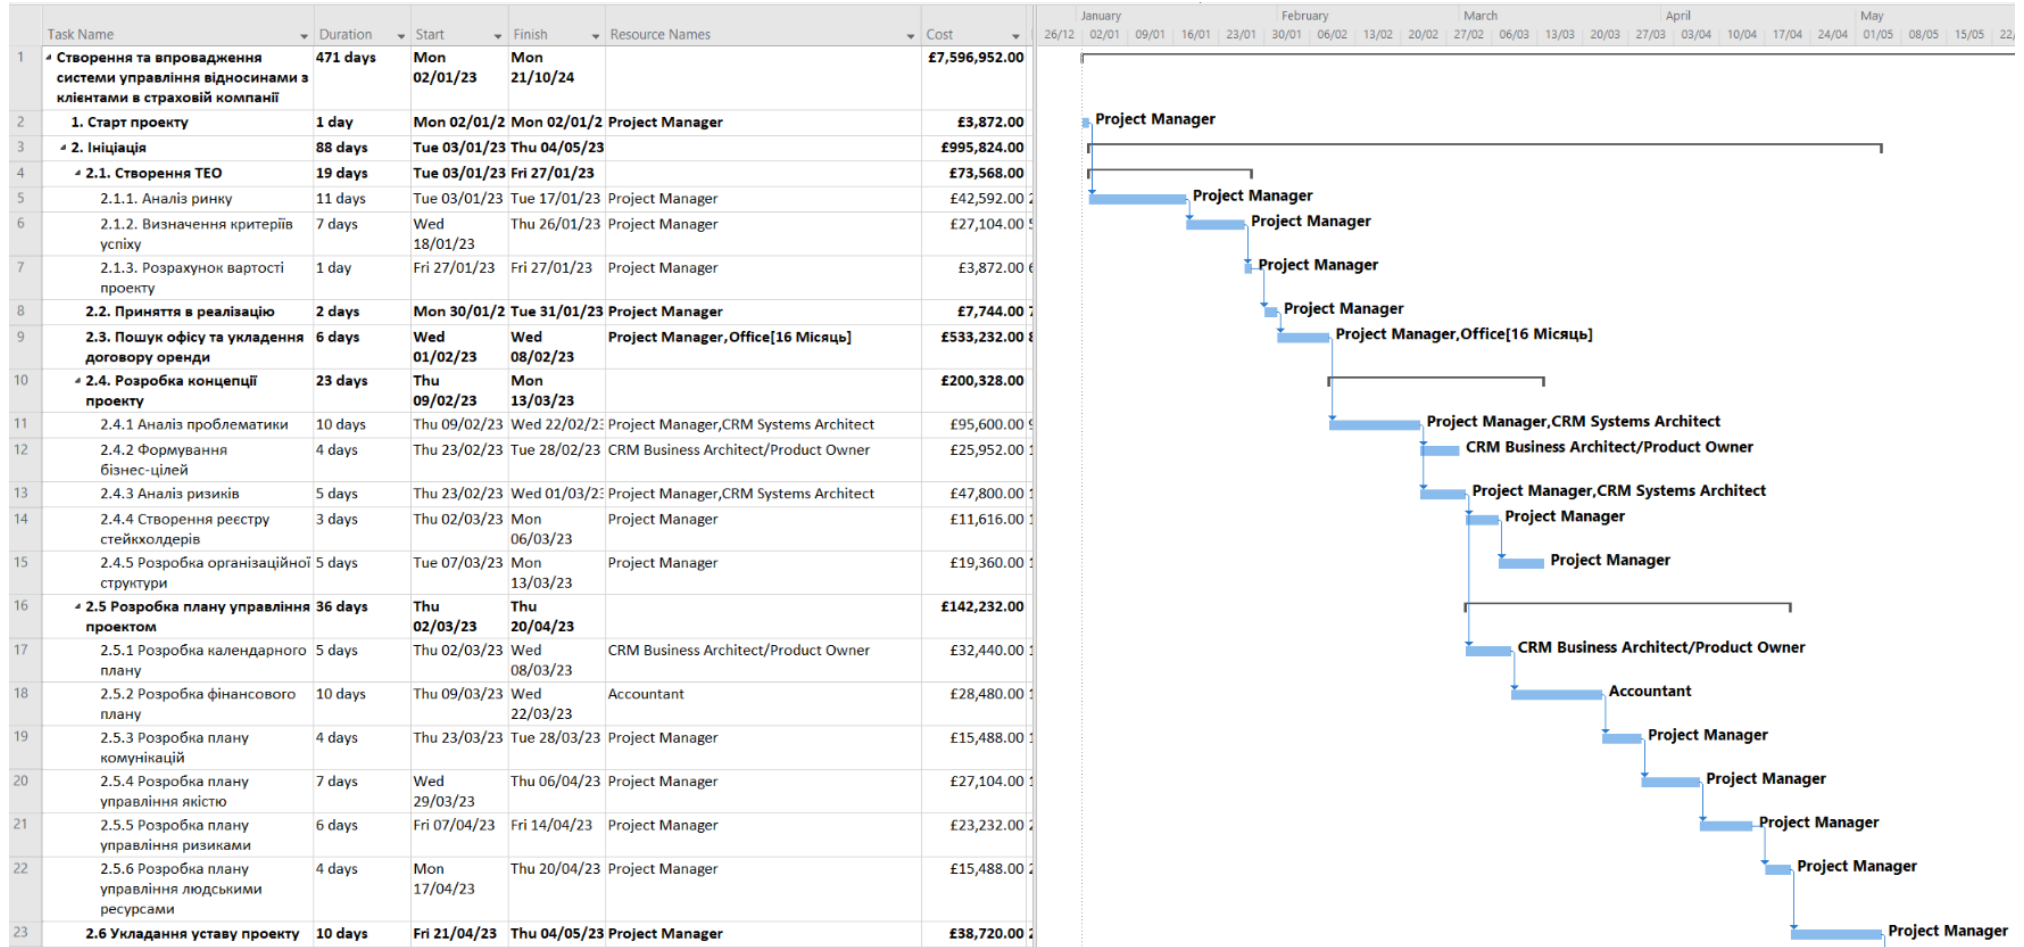 January February March April May
Task Name Duration Start Finish Resource Names Cost 26/12 02/01 09/01 16/01 23/01 30/01 06/02 13/02 20/02 27/02 06/03 13/03 20/03 27/03 03/04 10/04 17/04 24/04 01/05 08/05 15/05 22/
1 Створення та впровадження 471 days Mon Mon £7,596,952.00
системи управління відносинами з 02/01/23 21/10/24
клієнтами в страховій компанії
2 1. Старт проекту 1 day Mon 02/01/2 Mon 02/01/2 Project Manager £3,872.00 Project Manager
3 2. Ініціація 88 days Tue 03/01/23 Thu 04/05/23 £995,824.00
4 2.1. Створення ТЕО 19 days Tue 03/01/23 Fri 27/01/23 £73,568.00
5 2.1.1. Аналіз ринку 11 days Tue 03/01/23 Tue 17/01/23 Project Manager £42,592.00 2 Project Manager
6 2.1.2. Визначення критеріїв 7 days Wed Thu 26/01/23 Project Manager £27,104.00 5 Project Manager
успіху 18/01/23
7 2.1.3. Розрахунок вартості 1 day Fri 27/01/23 Fri 27/01/23 Project Manager £3,872.00 6 Project Manager
проекту
8 2.2. Приняття в реалізацію 2 days Mon 30/01/2 Tue 31/01/23 Project Manager £7,744.00 7 Project Manager
9 2.3. Пошук офісу та укладення 6 days Wed Wed Project Manager,Office[16 Місяць] £533,232.00 8 Project Manager,Office[16 Місяць]
договору оренди 01/02/23 08/02/23
10 2.4. Розробка концепції 23 days Thu Mon £200,328.00
проекту 09/02/23 13/03/23
11 2.4.1 Аналіз проблематики 10 days Thu 09/02/23 Wed 22/02/23 Project Manager,CRM Systems Architect £95,600.00 9 Project Manager,CRM Systems Architect
12 2.4.2 Формування 4 days Thu 23/02/23 Tue 28/02/23 CRM Business Architect/Product Owner £25,952.00 1 CRM Business Architect/Product Owner
бізнес-цілей
13 2.4.3 Аналіз ризиків 5 days Thu 23/02/23 Wed 01/03/23 Project Manager,CRM Systems Architect £47,800.00 1 Project Manager,CRM Systems Architect
14 2.4.4 Створення реєстру 3 days Thu 02/03/23 Mon Project Manager £11,616.00 1 Project Manager
стейкхолдерів 06/03/23
15 2.4.5 Розробка організаційної 5 days Tue 07/03/23 Mon Project Manager £19,360.00 1 Project Manager
структури 13/03/23
16 2.5 Розробка плану управління 36 days Thu Thu £142,232.00
проектом 02/03/23 20/04/23
17 2.5.1 Розробка календарного 5 days Thu 02/03/23 Wed CRM Business Architect/Product Owner £32,440.00 1 CRM Business Architect/Product Owner
плану 08/03/23
18 2.5.2 Розробка фінансового 10 days Thu 09/03/23 Wed Accountant £28,480.00 1 Accountant
плану 22/03/23
19 2.5.3 Розробка плану 4 days Thu 23/03/23 Tue 28/03/23 Project Manager £15,488.00 1 Project Manager
комунікацій
20 2.5.4 Розробка плану 7 days Wed Thu 06/04/23 Project Manager £27,104.00 1 Project Manager
управління якістю 29/03/23
21 2.5.5 Розробка плану 6 days Fri 07/04/23 Fri 14/04/23 Project Manager £23,232.00 2 Project Manager
управління ризиками
22 2.5.6 Розробка плану 4 days Mon Thu 20/04/23 Project Manager £15,488.00 2 Project Manager
управління людськими 17/04/23
ресурсами
23 2.6 Укладання уставу проекту 10 days Fri 21/04/23 Thu 04/05/23 Project Manager £38,720.00 2 Project Manager